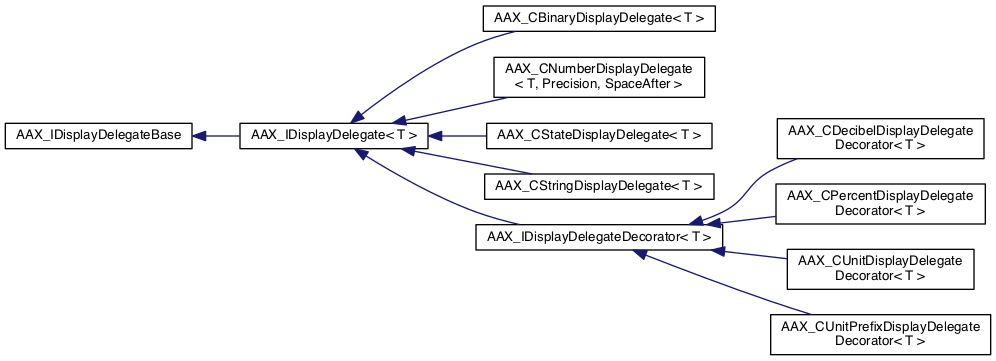 AAX_CBinaryDisplayDelegate< T >
AAX_CNumberDisplayDelegate
< T, Precision, SpaceAfter >
AAX_IDisplayDelegateBase
AAX_IDisplayDelegate< T >
AAX_CStateDisplayDelegate< T >
AAX_CStringDisplayDelegate< T >
AAX_IDisplayDelegateDecorator< T >
AAX_CDecibelDisplayDelegate
Decorator< T >
AAX_CPercentDisplayDelegate
Decorator< T >
AAX_CUnitDisplayDelegate
Decorator< T >
AAX_CUnitPrefixDisplayDelegate
Decorator< T >